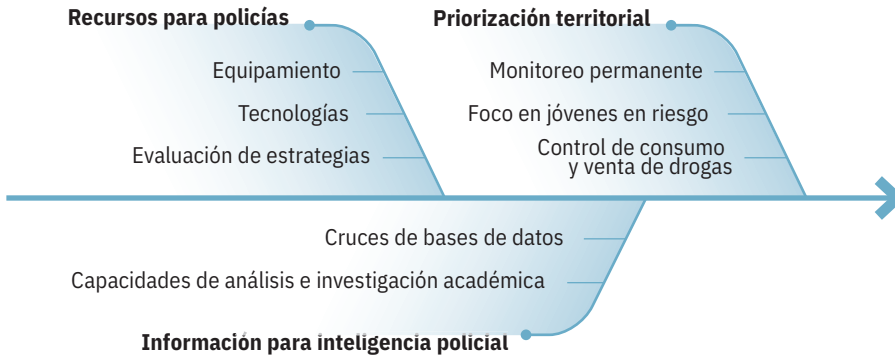 Recursos para policías
Equipamiento
Tecnologías
Evaluación de estrategias
Priorización territorial
Monitoreo permanente
Foco en jóvenes en riesgo
Control de consumo
y venta de drogas
Cruces de bases de datos
Capacidades de análisis e investigación académica
Información para inteligencia policial